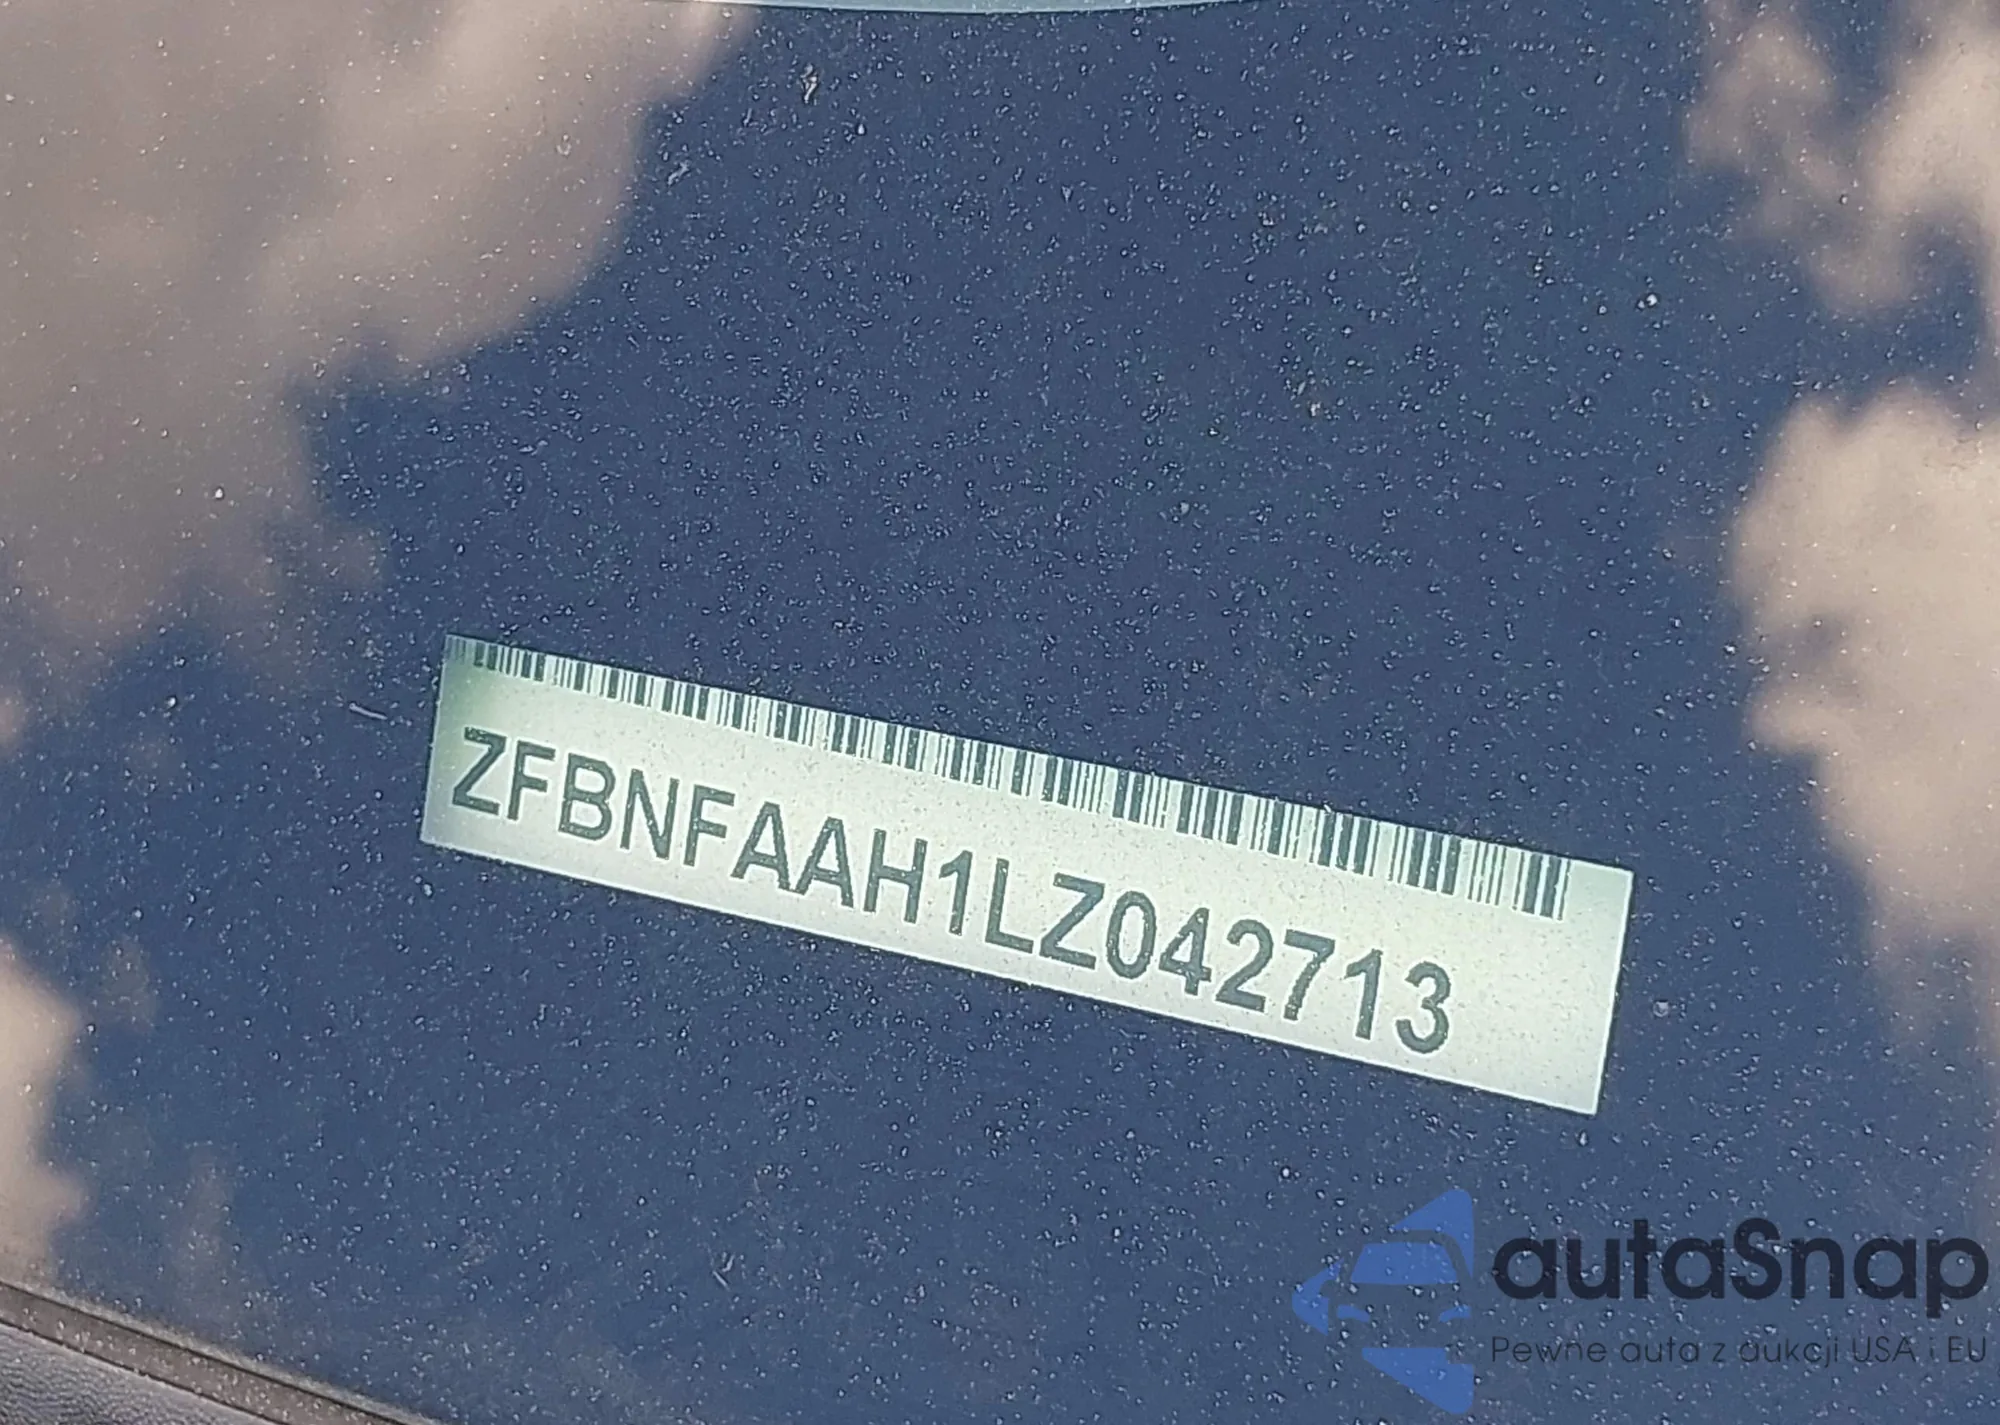 ZFBNFAAH1LZ042713
autaSnap
Pewne auta z aukcji USA i EU